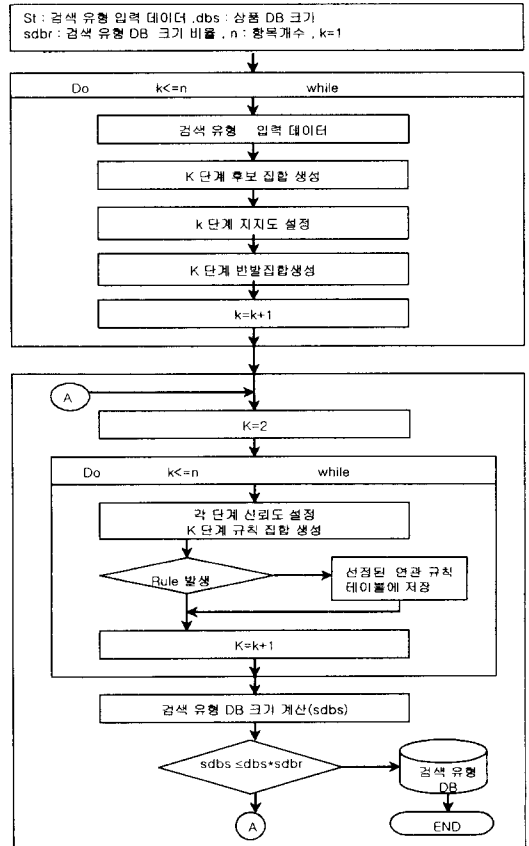 St : 검색 유형 입력 데이터 ,dbs : 상품 DB 크기
sdbr : 검색 유형 DB 크기 비율 , n : 항목개수 , k=1
Do k<=n while
검색 유형 입력 데이터
K 단계 후보 집합 생성
k 단계 지지도 설정
K 단계 반발집합생성
k=k+1
A
K=2
Do k<=n while
각 단계 신뢰도 설정
K 단계 규칙 집합 생성
Rule 발생
선정된 연관 규칙
테이블에 저장
K=k+1
검색 유형 DB 크기 계산(sdbs)
sdbs ≤dbs*sdbr
검색 유형
DB
A
END